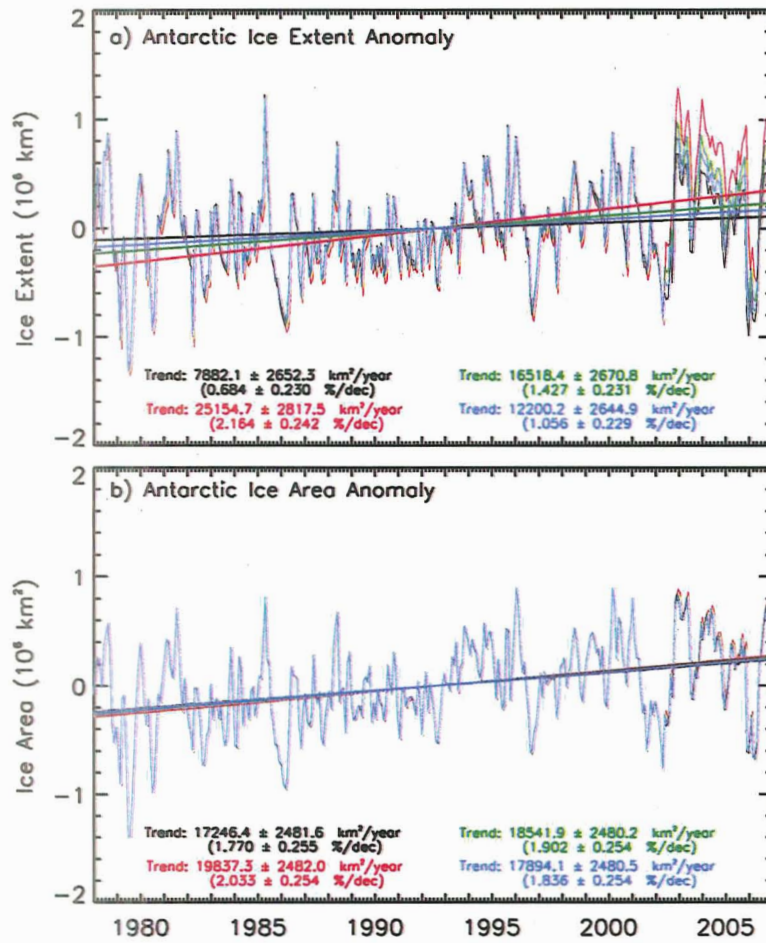 a) Antarctic Ice Extent Anomaly
Ice Extent (10⁶ km²)
2
1
0
-1
-2
Trend: 7882.1 ± 2652.3 km²/year
(0.684 ± 0.230 %/dec)
Trend: 25154.7 ± 2817.5 km²/year
(2.164 ± 0.242 %/dec)
Trend: 16518.4 ± 2670.8 km²/year
(1.427 ± 0.231 %/dec)
Trend: 12200.2 ± 2644.9 km²/year
(1.056 ± 0.229 %/dec)
b) Antarctic Ice Area Anomaly
Ice Area (10⁶ km²)
2
1
0
-1
-2
Trend: 17246.4 ± 2481.6 km²/year
(1.770 ± 0.255 %/dec)
Trend: 19837.3 ± 2482.0 km²/year
(2.033 ± 0.254 %/dec)
Trend: 18541.9 ± 2480.2 km²/year
(1.902 ± 0.254 %/dec)
Trend: 17894.1 ± 2480.5 km²/year
(1.836 ± 0.254 %/dec)
1980 1985 1990 1995 2000 2005